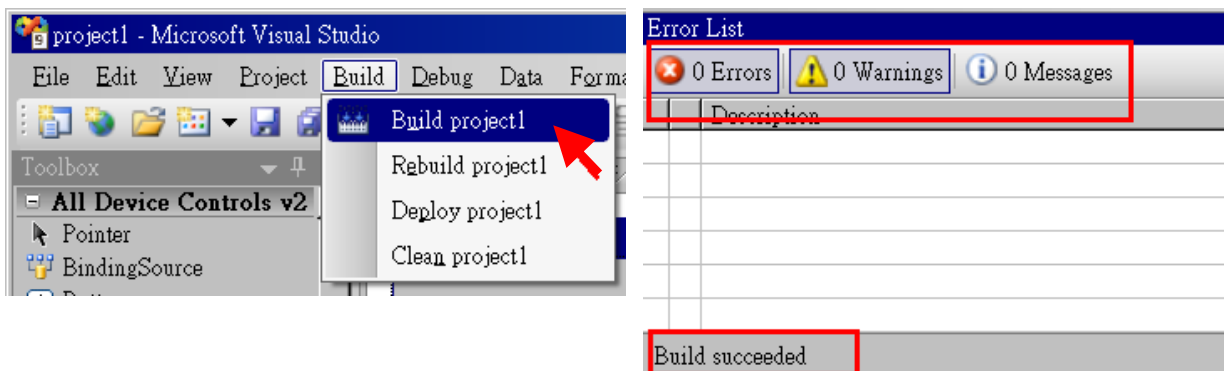 project1 - Microsoft Visual Studio
File Edit View Project Build Debug Data Forma
Build project1
Toolbox
Rebuild project1
All Device Controls v2
Deploy project1
Pointer
Clean project1
BindingSource
Error List
0 Errors 0 Warnings 0 Messages
Description
Build succeeded